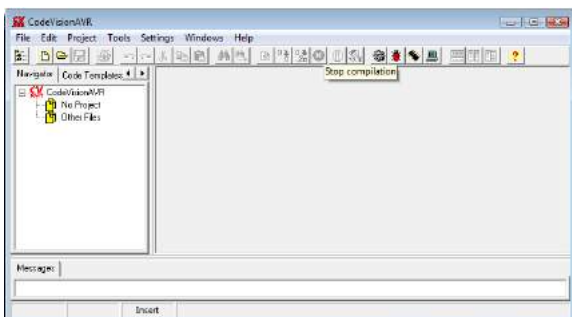 CodeVisionAVR
File Edit Project Tools Settings Windows Help
Stop compilation
Navigator Code Templates
CodeVisionAVR
No Project
Other Files
Messages
Insert